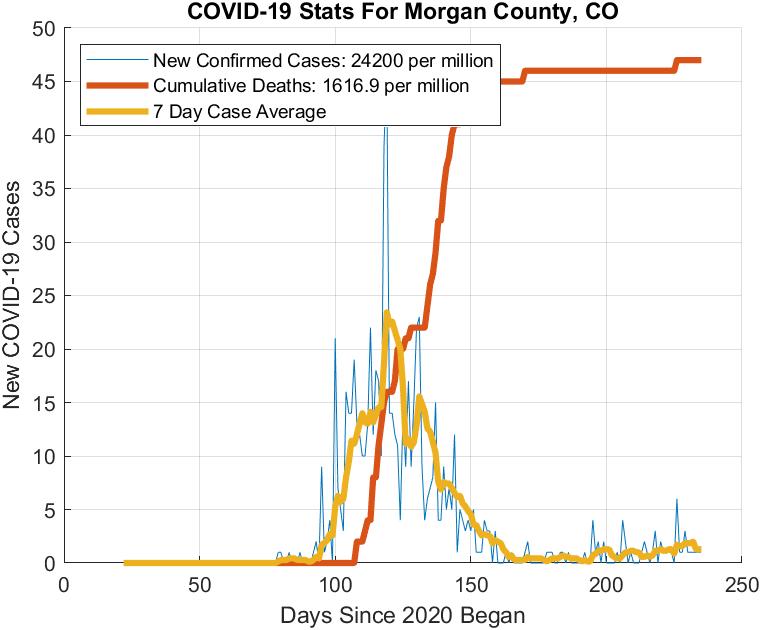 COVID-19 Stats For Morgan County, CO
New Confirmed Cases: 24200 per million
Cumulative Deaths: 1616.9 per million
7 Day Case Average
New COVID-19 Cases
50
45
40
35
30
25
20
15
10
5
0
0 50 100 150 200 250
Days Since 2020 Began